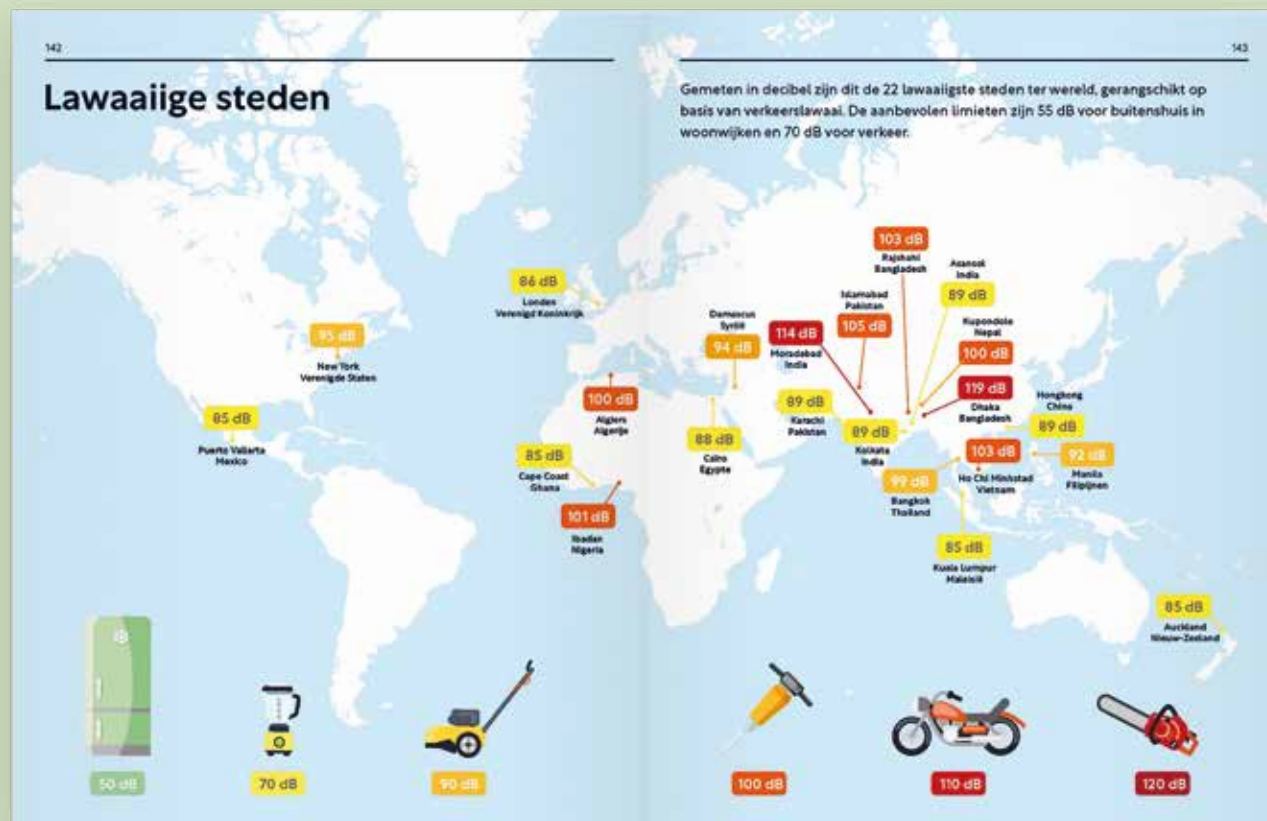 142
143
Lawaaiige steden
Gemeten in decibel zijn dit de 22 lawaaiigste steden ter wereld, gerangschikt op
basis van verkeerslawaai. De aanbevolen limieten zijn 55 dB voor buitenshuis in
woonwijken en 70 dB voor verkeer.
103 dB
Rajshahi
Bangladesh
Asansol
India
89 dB
86 dB
Londen
Verenigd Koninkrijk
Islamabad
Pakistan
105 dB
Damascus
Syrië
94 dB
114 dB
Moradabad
India
Kupondole
Nepal
100 dB
95 dB
New York
Verenigde Staten
119 dB
Dhaka
Bangladesh
100 dB
Algiers
Algerije
89 dB
Karachi
Pakistan
Hongkong
China
89 dB
85 dB
Puerto Vallarta
Mexico
89 dB
Kolkata
India
88 dB
Caïro
Egypte
85 dB
Cape Coast
Ghana
103 dB
Ho Chi Minhstad
Vietnam
92 dB
Manila
Filipijnen
99 dB
Bangkok
Thailand
101 dB
Ibadan
Nigeria
85 dB
Kuala Lumpur
Maleisië
85 dB
Auckland
Nieuw-Zeeland
50 dB
70 dB
90 dB
100 dB
110 dB
120 dB